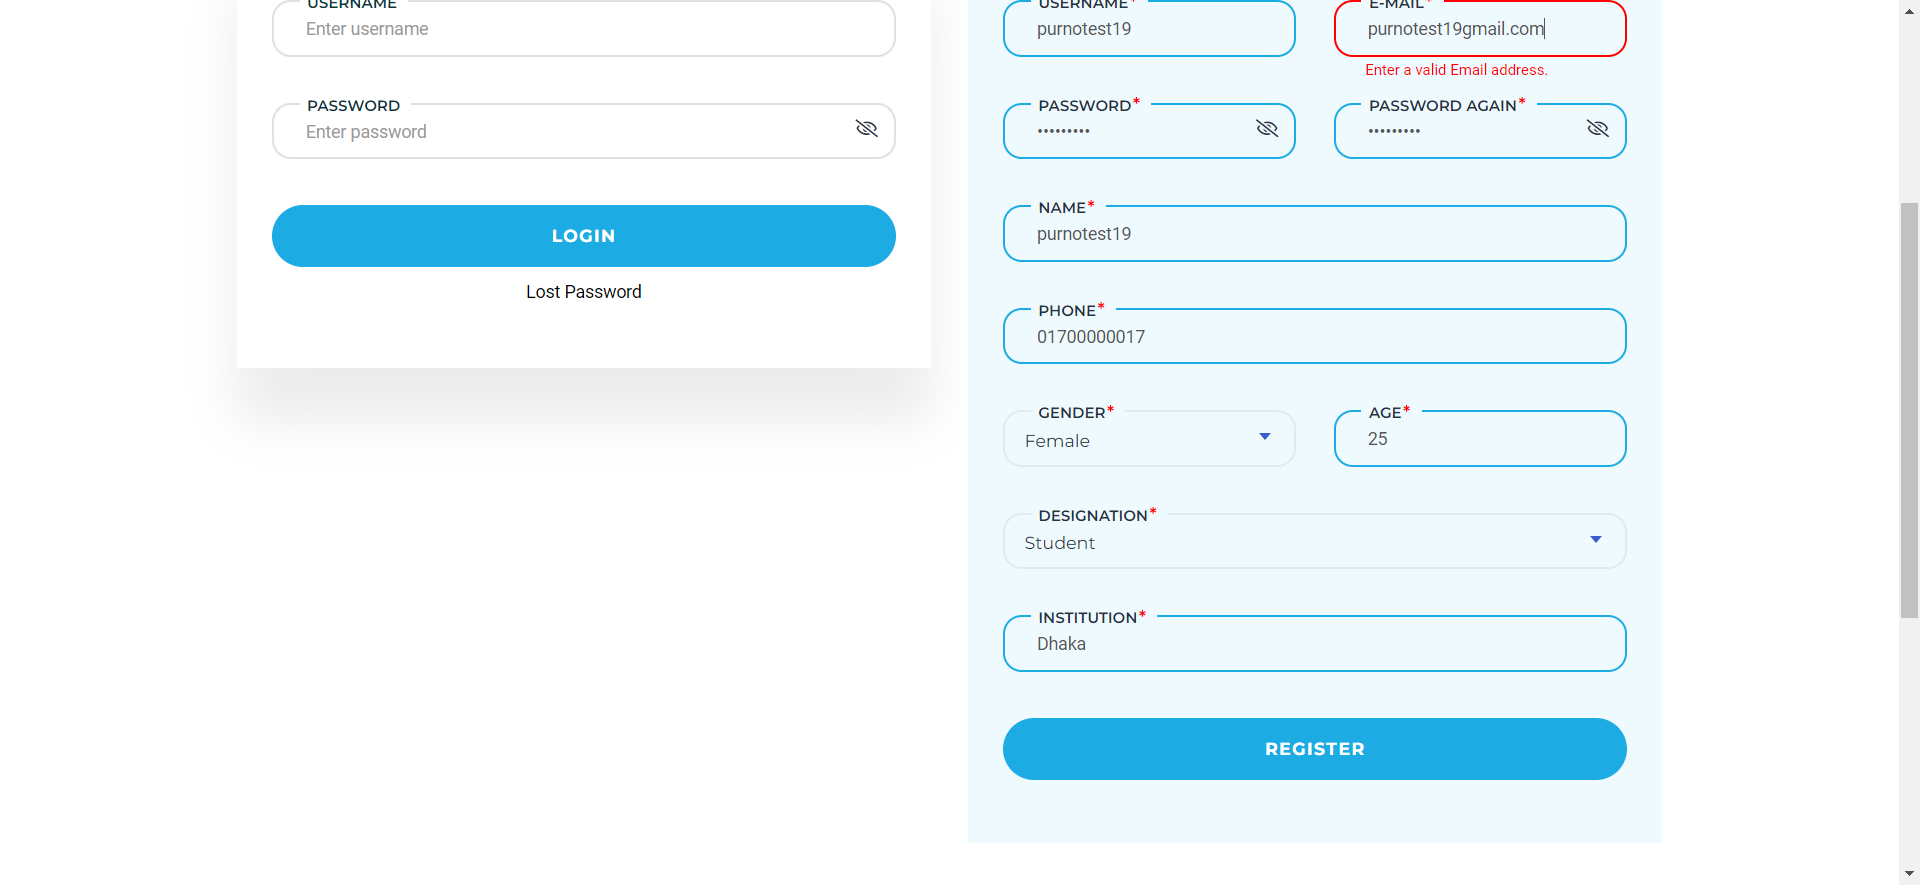 USERNAME
Enter username
PASSWORD
Enter password
LOGIN
Lost Password
USERNAME*
purnotest19
E-MAIL*
purnotest19gmail.com
Enter a valid Email address.
PASSWORD*
•••••••••
PASSWORD AGAIN*
•••••••••
NAME*
purnotest19
PHONE*
01700000017
GENDER*
Female
AGE*
25
DESIGNATION*
Student
INSTITUTION*
Dhaka
REGISTER